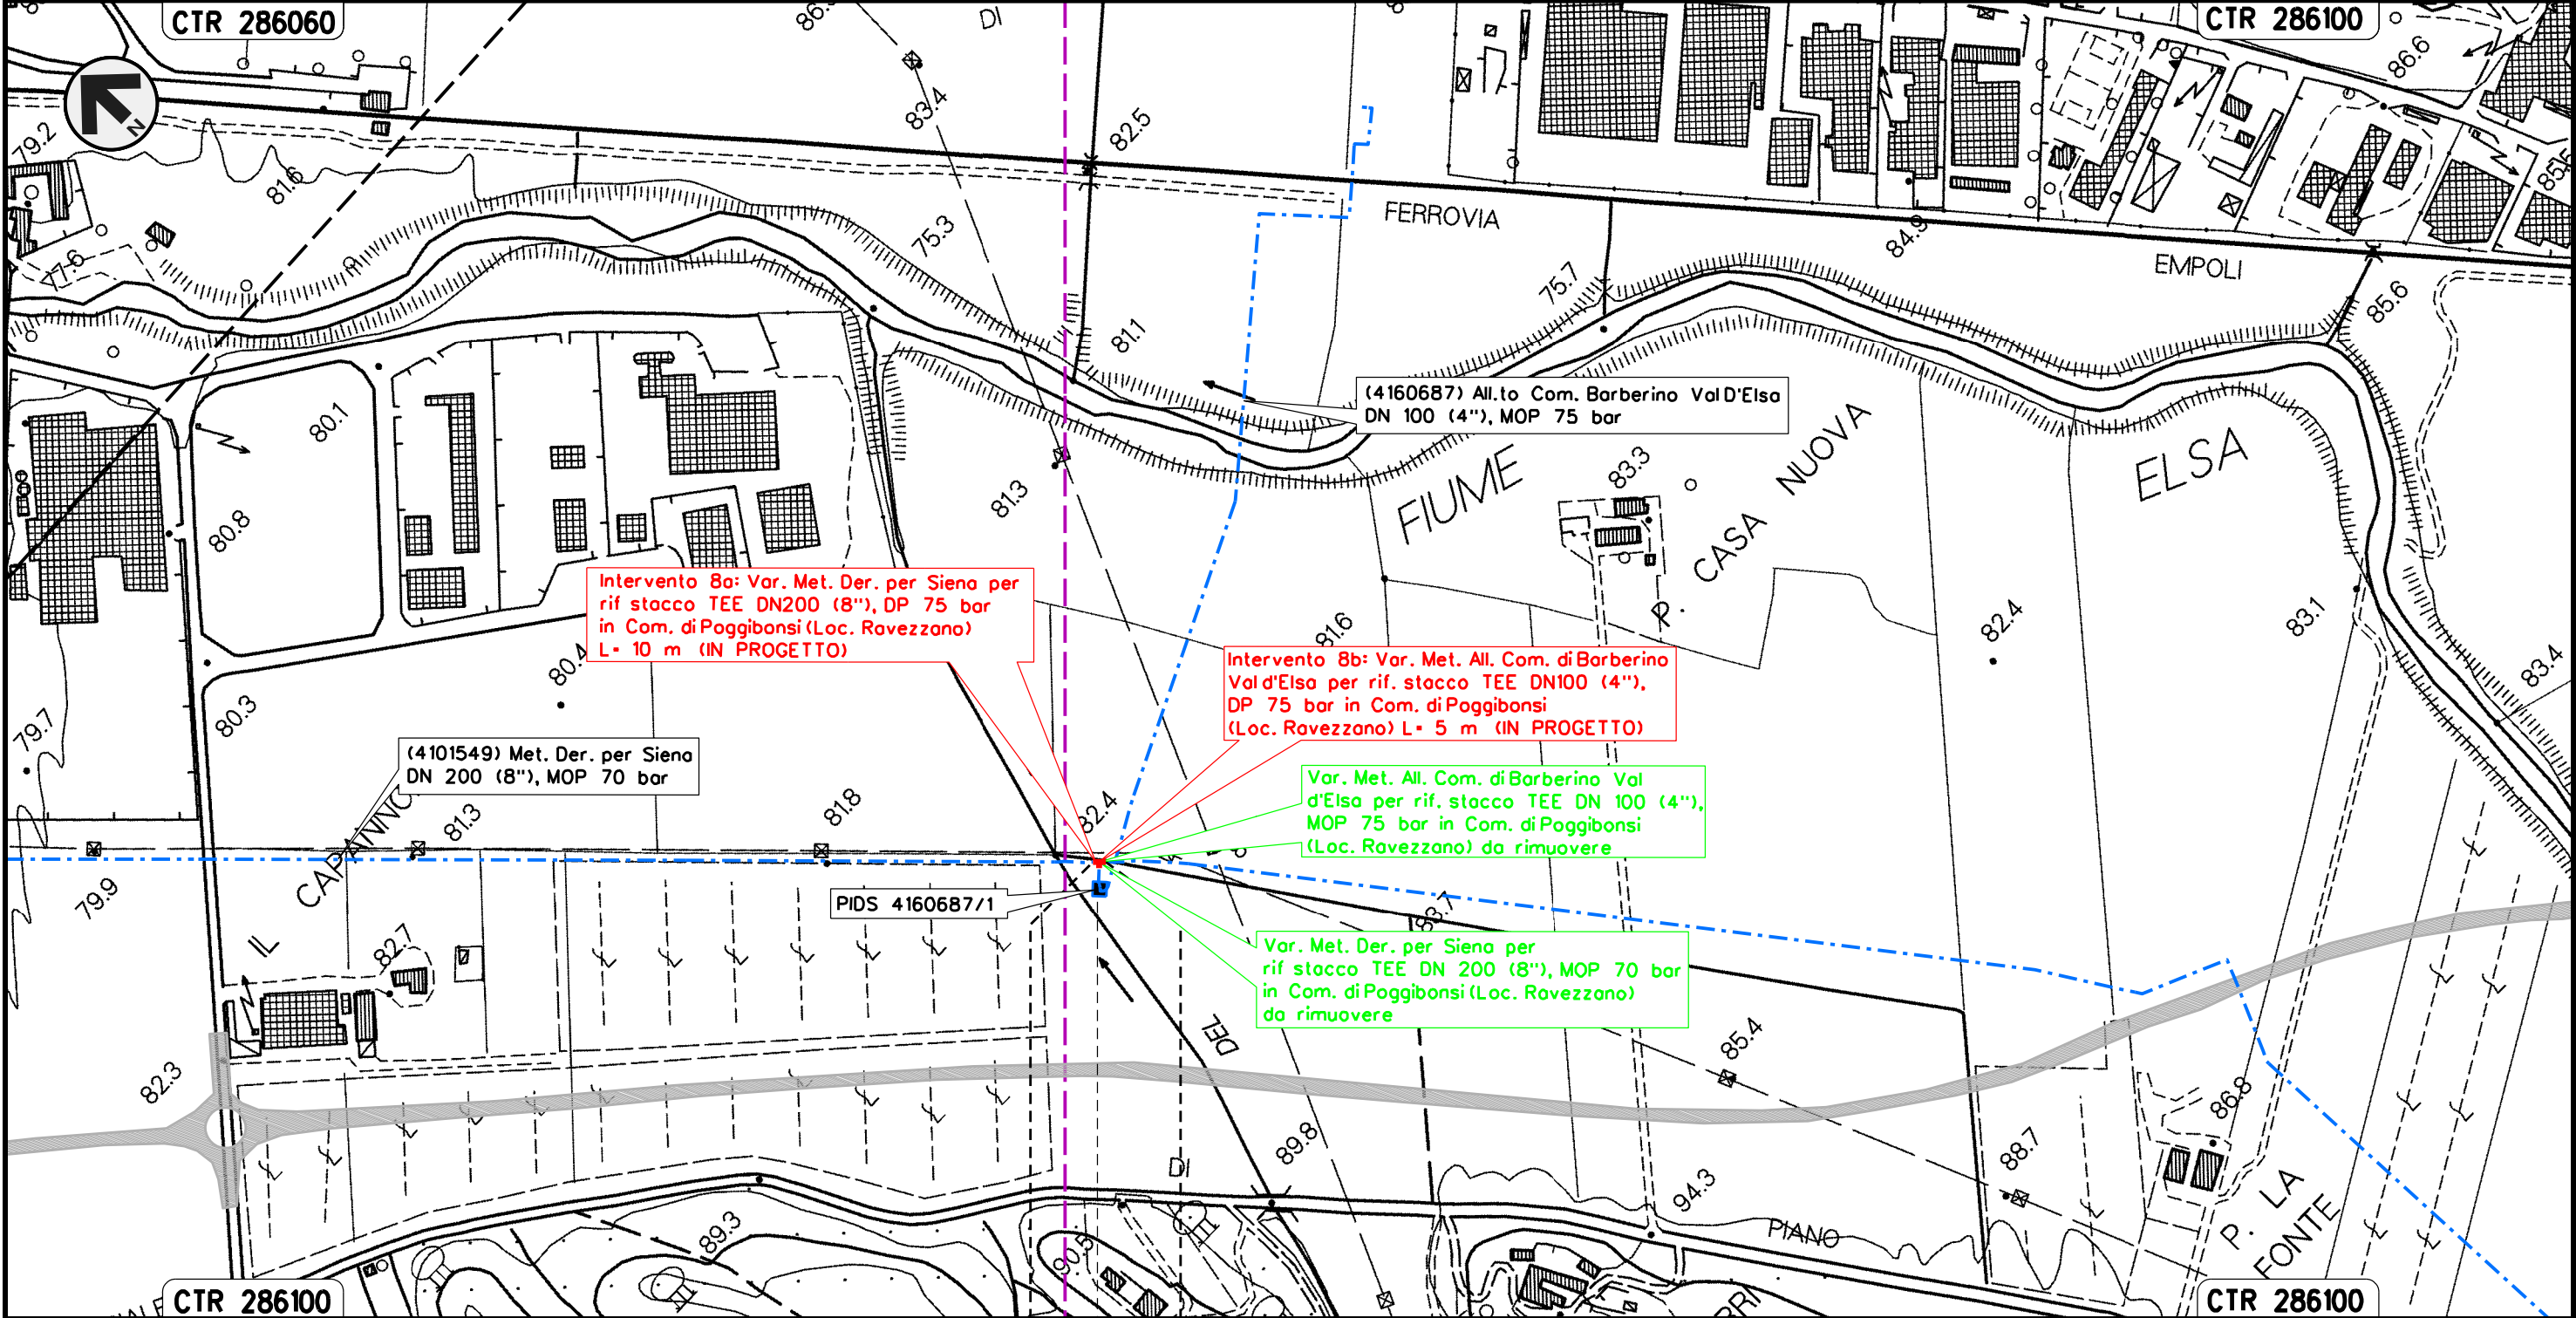 CTR 286060
CTR 286100
DI
86.6
83.4
82.5
79.2
N
81.6
85.5
FERROVIA
84.9
EMPOLI
77.6
75.3
75.7
85.6
81.1
(4160687) All.to Com. Barberino Val D'Elsa
DN 100 (4"), MOP 75 bar
80.1
FIUME
83.3
P. CASA NUOVA
ELSA
81.3
80.8
Intervento 8a: Var. Met. Der. per Siena per
rif stacco TEE DN200 (8"), DP 75 bar
in Com. di Poggibonsi (Loc. Ravezzano)
L= 10 m (IN PROGETTO)
81.6
82.4
83.1
80.4
Intervento 8b: Var. Met. All. Com. di Barberino
Val d'Elsa per rif. stacco TEE DN100 (4"),
DP 75 bar in Com. di Poggibonsi
(Loc. Ravezzano) L= 5 m (IN PROGETTO)
83.4
80.3
79.7
(4101549) Met. Der. per Siena
DN 200 (8"), MOP 70 bar
81.3
81.8
82.4
Var. Met. All. Com. di Barberino Val
d'Elsa per rif. stacco TEE DN 100 (4"),
MOP 75 bar in Com. di Poggibonsi
(Loc. Ravezzano) da rimuovere
79.9
IL CAPANNO
PIDS 4160687/1
83.7
82.7
Var. Met. Der. per Siena per
rif stacco TEE DN 200 (8"), MOP 70 bar
in Com. di Poggibonsi (Loc. Ravezzano)
da rimuovere
DEL
85.4
82.3
86.8
89.8
88.7
DI
94.3
PIANO
P. LA
FONTE
89.3
90.5
CTR 286100
CTR 286100